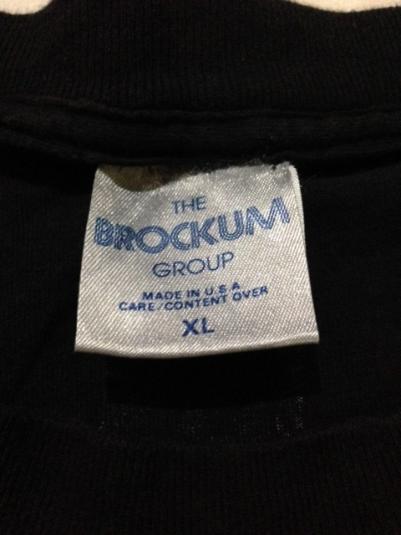 THE
BROCKUM
GROUP
MADE IN U.S A
CARE/CONTENT OVER
XL